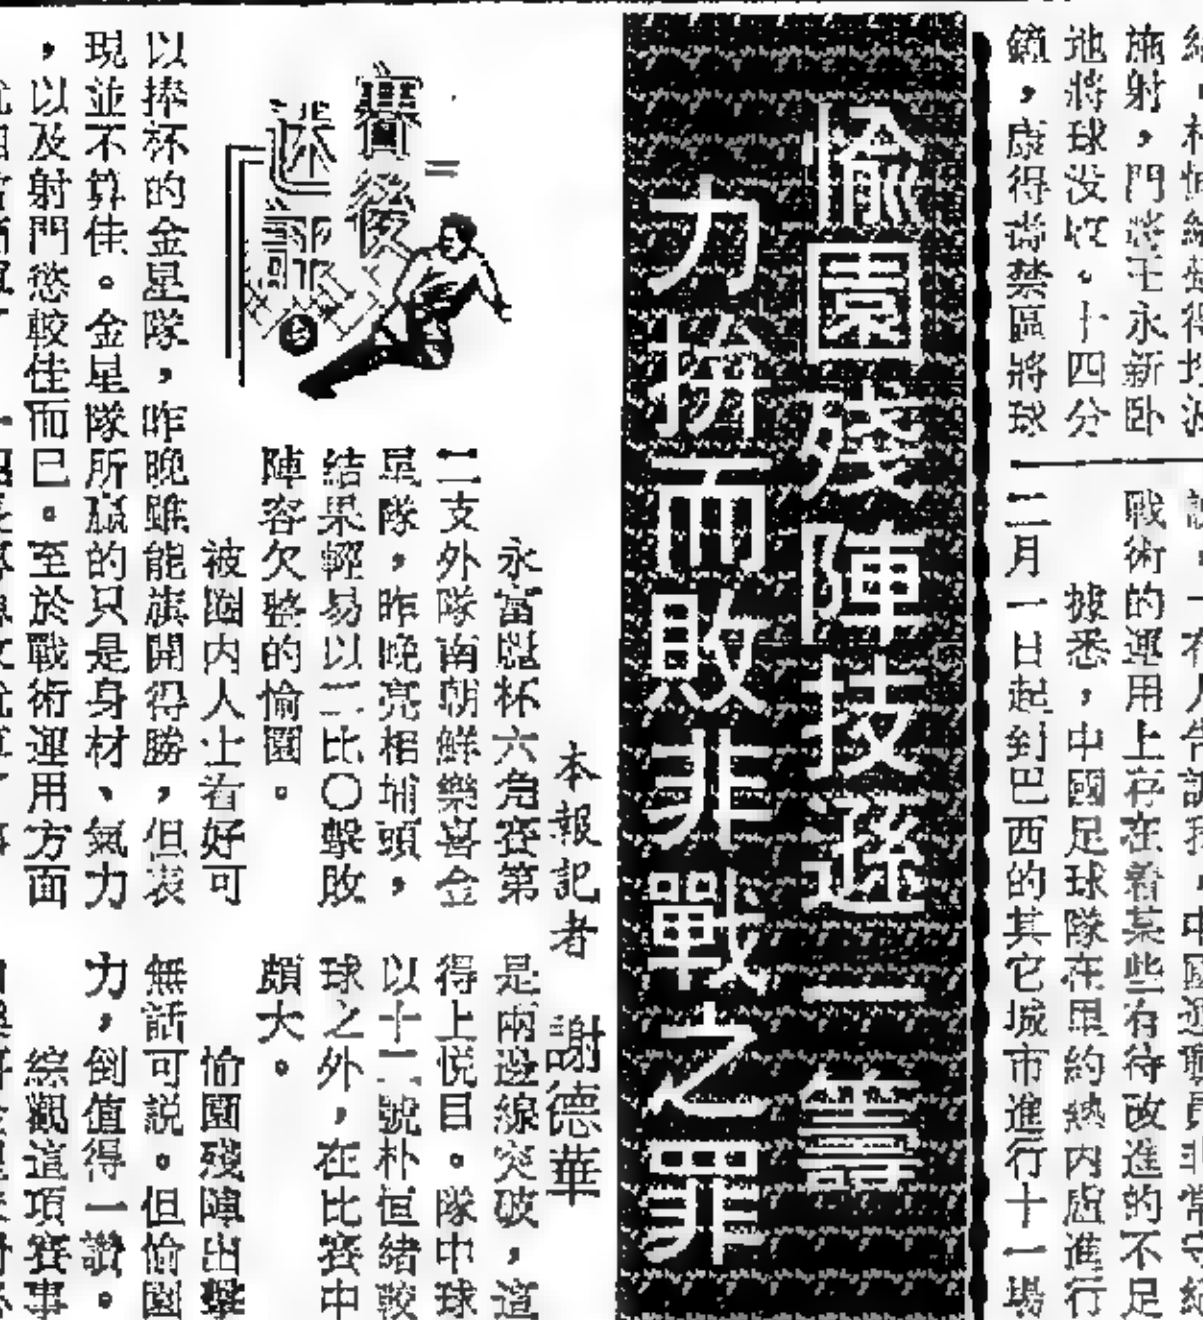 施射，門將王永新卧
地將球没收。十四分
鐘，康得禁區將球
戰術的運用上存在着某些有待改進的不足
據悉，中國足球隊在里約熱内盧進行
二月一日起到巴西的其它城市進行十一場
愉園殘陣技遜一籌
力拚而敗非戰之罪
賽後
述評
本報記者 謝德華
永富杯六角賽第
二支外隊南朝鮮樂喜金
星隊，昨晚亮相埔頭，
結果輕易以二比〇擊敗
陣容欠整的愉園。
被圈内人士看好可
以捧杯的金星隊，昨晚雖能旗開得勝，但表
現並不算佳。金星隊所贏的只是身材、氣力
，以及射門慾較佳而已。至於戰術運用方面
是兩邊線突破，這
得上悦目。隊中球
以十二號朴恒緒較
球之外，在比賽中
頗大。
愉園殘陣出擊
無話可説。但愉園
力，倒值得一讚。
綜觀這項賽事